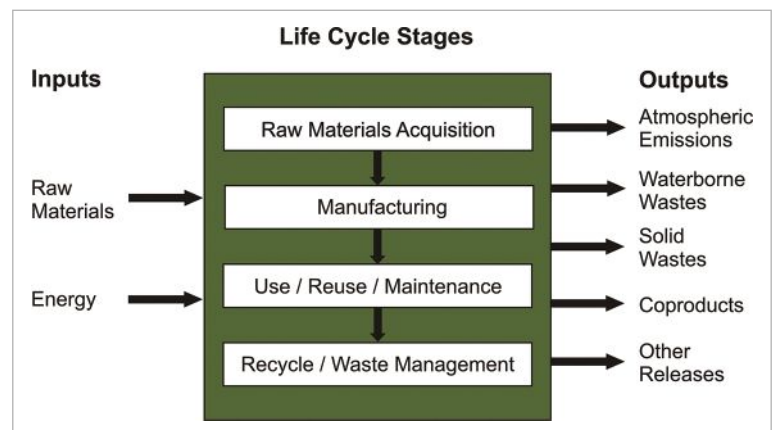 Life Cycle Stages
Inputs
Raw
Materials
Energy
Raw Materials Acquisition
Manufacturing
Use / Reuse / Maintenance
Recycle / Waste Management
Outputs
Atmospheric
Emissions
Waterborne
Wastes
Solid
Wastes
Coproducts
Other
Releases